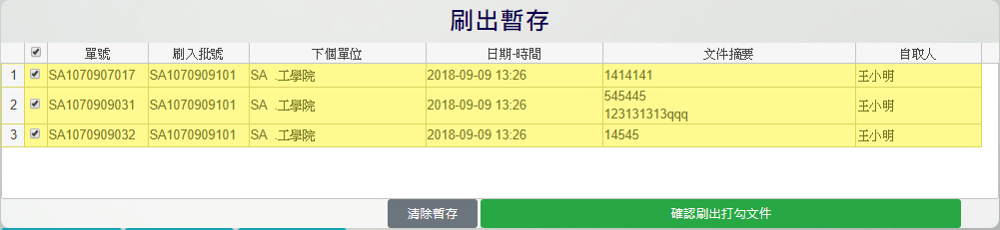 刷出暫存
單號 刷入批號 下個單位 日期-時間 文件摘要 自取人
1 SA1070907017 SA1070909101 SA .工學院 2018-09-09 13:26 1414141 王小明
2 SA1070909031 SA1070909101 SA .工學院 2018-09-09 13:26 545445 王小明
123131313qqq
3 SA1070909032 SA1070909101 SA .工學院 2018-09-09 13:26 14545 王小明
清除暫存 確認刷出打勾文件